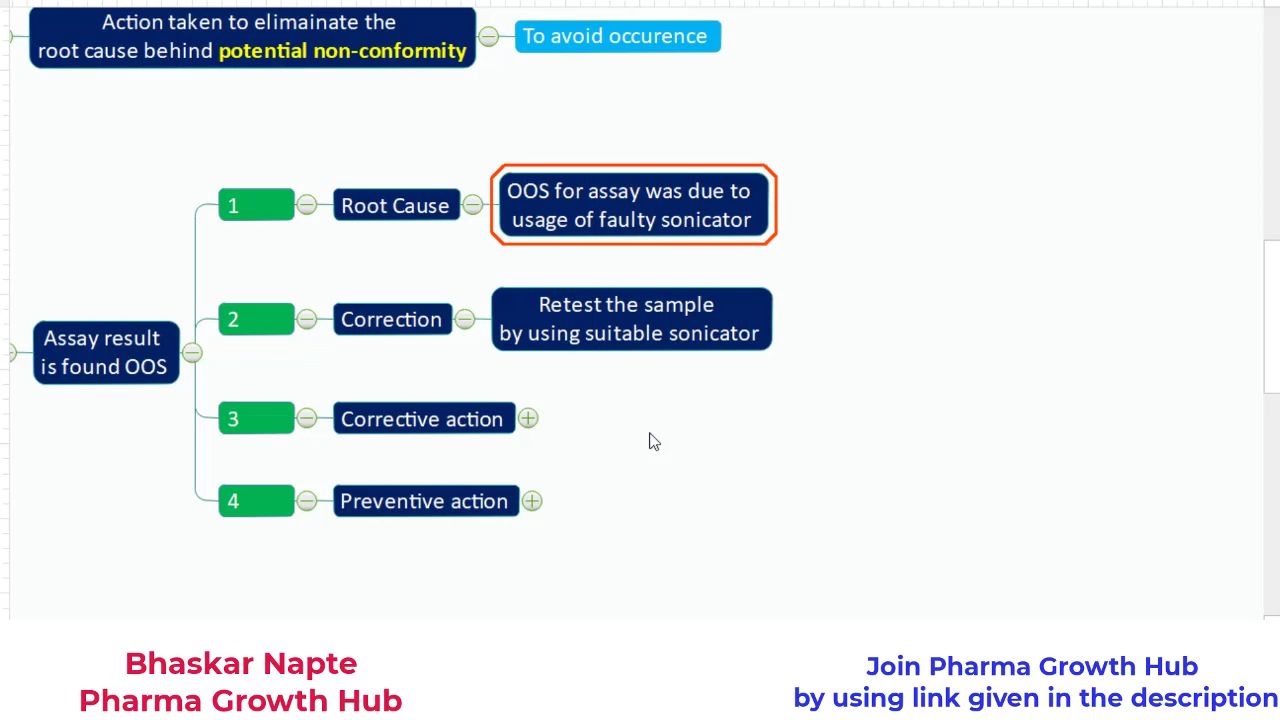 Action taken to elimainate the
root cause behind potential non-conformity
To avoid occurence
1
Root Cause
OOS for assay was due to
usage of faulty sonicator
2
Correction
Retest the sample
by using suitable sonicator
Assay result
is found OOS
3
Corrective action
4
Preventive action
Bhaskar Napte
Pharma Growth Hub
Join Pharma Growth Hub
by using link given in the description